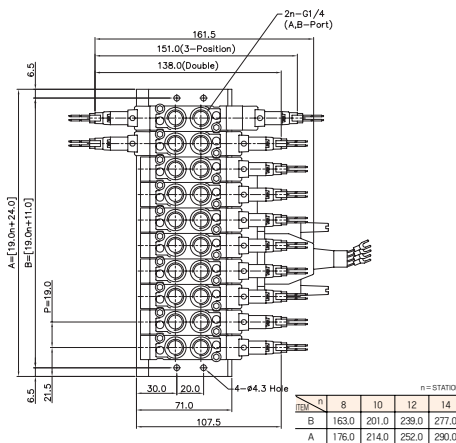 161.5
2n-G1/4
(A,B-Port)
151.0(3-Position)
138.0(Double)
6.5
A=[19.0n+24.0]
B=[19.0n+11.0]
P=19.0
21.5
6.5
30.0
20.0
4-ø4.3 Hole
71.0
107.5
n=STATION
ITEM n 8 10 12 14
B 163.0 201.0 239.0 277.0
A 176.0 214.0 252.0 290.0